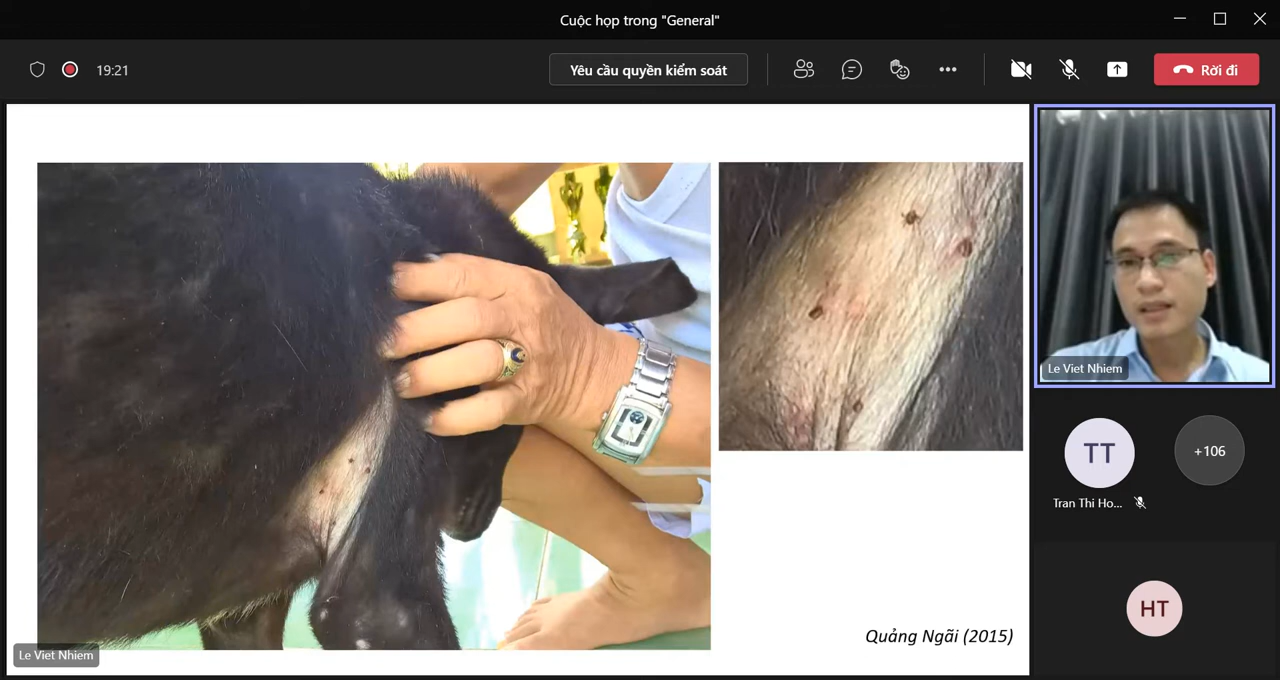 Cuộc họp trong "General"
19:21
Yêu cầu quyền kiểm soát
Rời đi
Le Viet Nhiem
TT
+106
Tran Thi Ho...
HT
Quảng Ngãi (2015)
Le Viet Nhiem